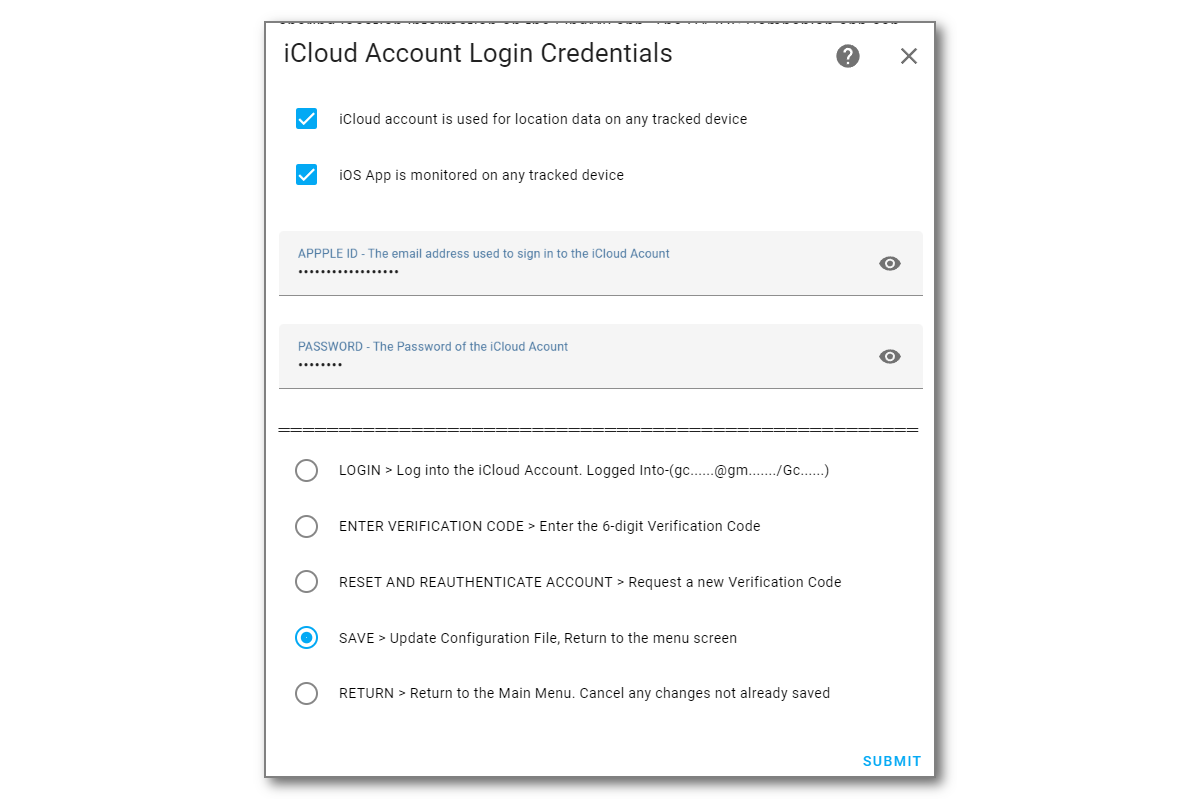 iCloud Account Login Credentials
iCloud account is used for location data on any tracked device
iOS App is monitored on any tracked device
APPPLE ID - The email address used to sign in to the iCloud Acount
••••••••••••••••••
PASSWORD - The Password of the iCloud Acount
••••••••
=====================================================
LOGIN > Log into the iCloud Account. Logged Into-(gc......@gm......./Gc......)
ENTER VERIFICATION CODE > Enter the 6-digit Verification Code
RESET AND REAUTHENTICATE ACCOUNT > Request a new Verification Code
SAVE > Update Configuration File, Return to the menu screen
RETURN > Return to the Main Menu. Cancel any changes not already saved
SUBMIT